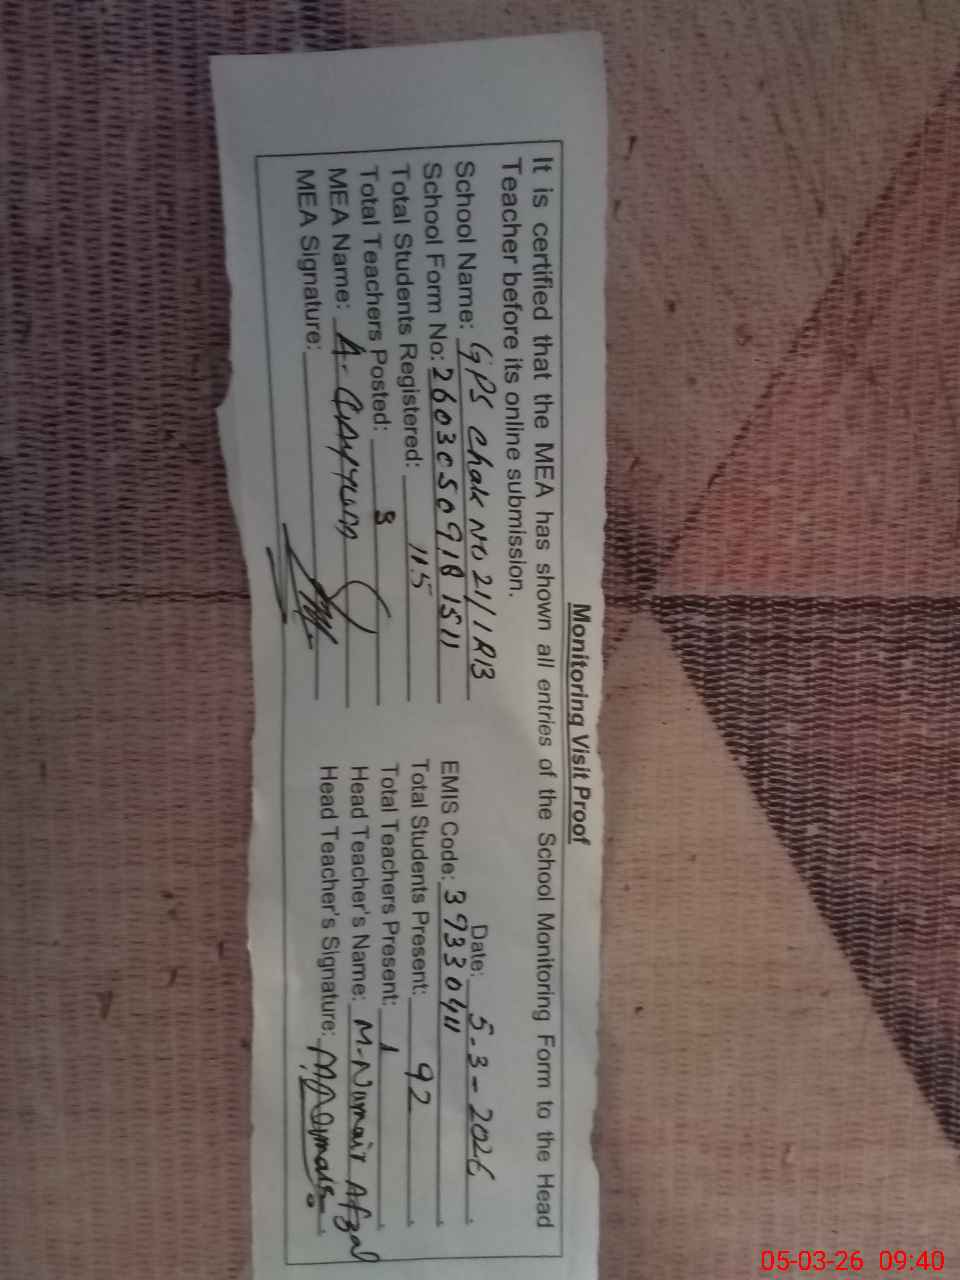 Monitoring Visit Proof
It is certified that the MEA has shown all entries of the School Monitoring Form to the Head
Teacher before its online submission.
Date: 5-3-2026
School Name: GPS Chak No 21/1RB
EMIS Code: 39330411
School Form No: 26030509181511
Total Students Present: 92
Total Students Registered: 115
Total Teachers Present: 1
Total Teachers Posted: 3
Head Teacher's Name: M-Numair Afzal
MEA Name: A. Qayyum
Head Teacher's Signature:
MEA Signature:
05-03-26 09:40